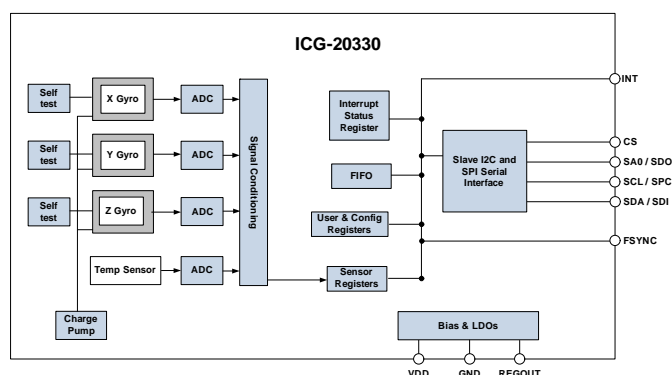 ICG-20330
Self
test
X Gyro
ADC
Self
test
Y Gyro
ADC
Self
test
Z Gyro
ADC
Temp Sensor
ADC
Charge
Pump
Signal Conditioning
Interrupt
Status
Register
FIFO
User & Config
Registers
Sensor
Registers
Slave I2C and
SPI Serial
Interface
Bias & LDOs
INT
CS
SA0 / SDO
SCL / SPC
SDA / SDI
FSYNC
VDD
GND
REGOUT